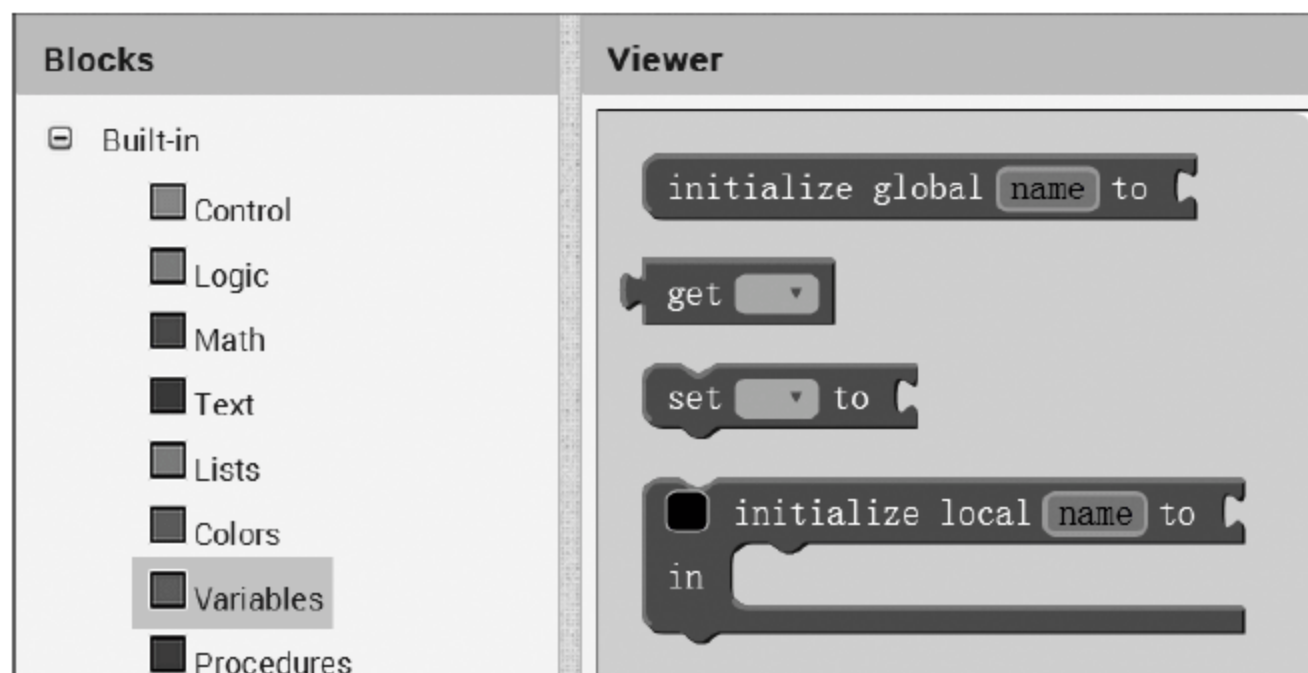 Blocks
Built-in
Control
Logic
Math
Text
Lists
Colors
Variables
Procedures
Viewer
initialize global name to
get
set to
initialize local name to
in